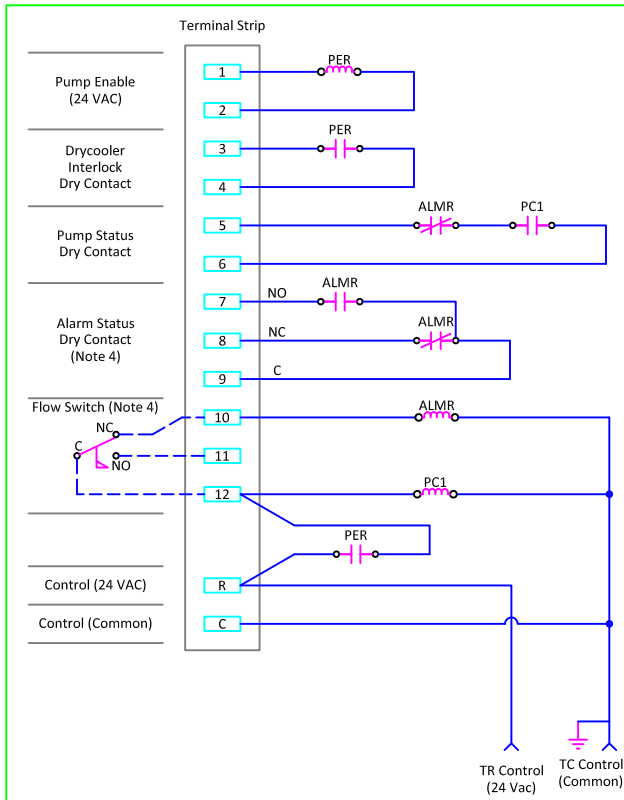 Terminal Strip
Pump Enable
(24 VAC)
1
PER
2
Drycooler
Interlock
Dry Contact
3
PER
4
Pump Status
Dry Contact
5
ALMR
PC1
6
Alarm Status
Dry Contact
(Note 4)
7
NO
ALMR
8
NC
ALMR
9
C
Flow Switch (Note 4)
NC
C
NO
10
ALMR
11
12
PC1
PER
Control (24 VAC)
R
Control (Common)
C
TR Control
(24 Vac)
TC Control
(Common)